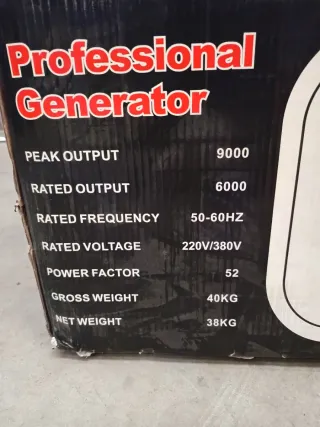 Professional
Generator
PEAK OUTPUT 9000
RATED OUTPUT 6000
RATED FREQUENCY 50-60HZ
RATED VOLTAGE 220V/380V
POWER FACTOR 52
GROSS WEIGHT 40KG
NET WEIGHT 38KG